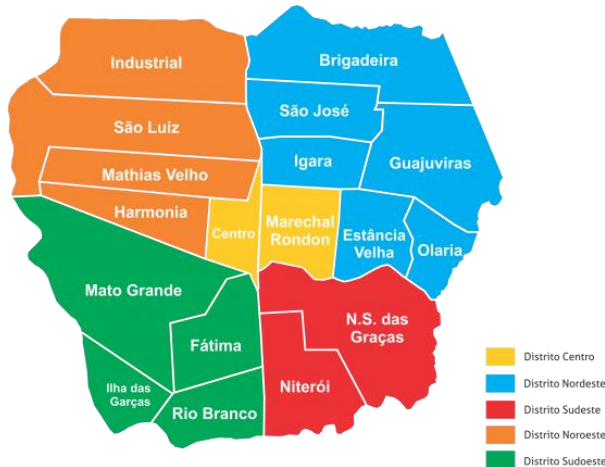 Industrial
Brigadeira
São José
São Luiz
Igara
Guajuviras
Mathias Velho
Harmonia
Centro
Marechal
Rondon
Estância
Velha
Olaria
Mato Grande
N.S. das
Graças
Fátima
Ilha das
Garças
Niterói
Rio Branco
Distrito Centro
Distrito Nordeste
Distrito Sudeste
Distrito Noroeste
Distrito Sudoeste